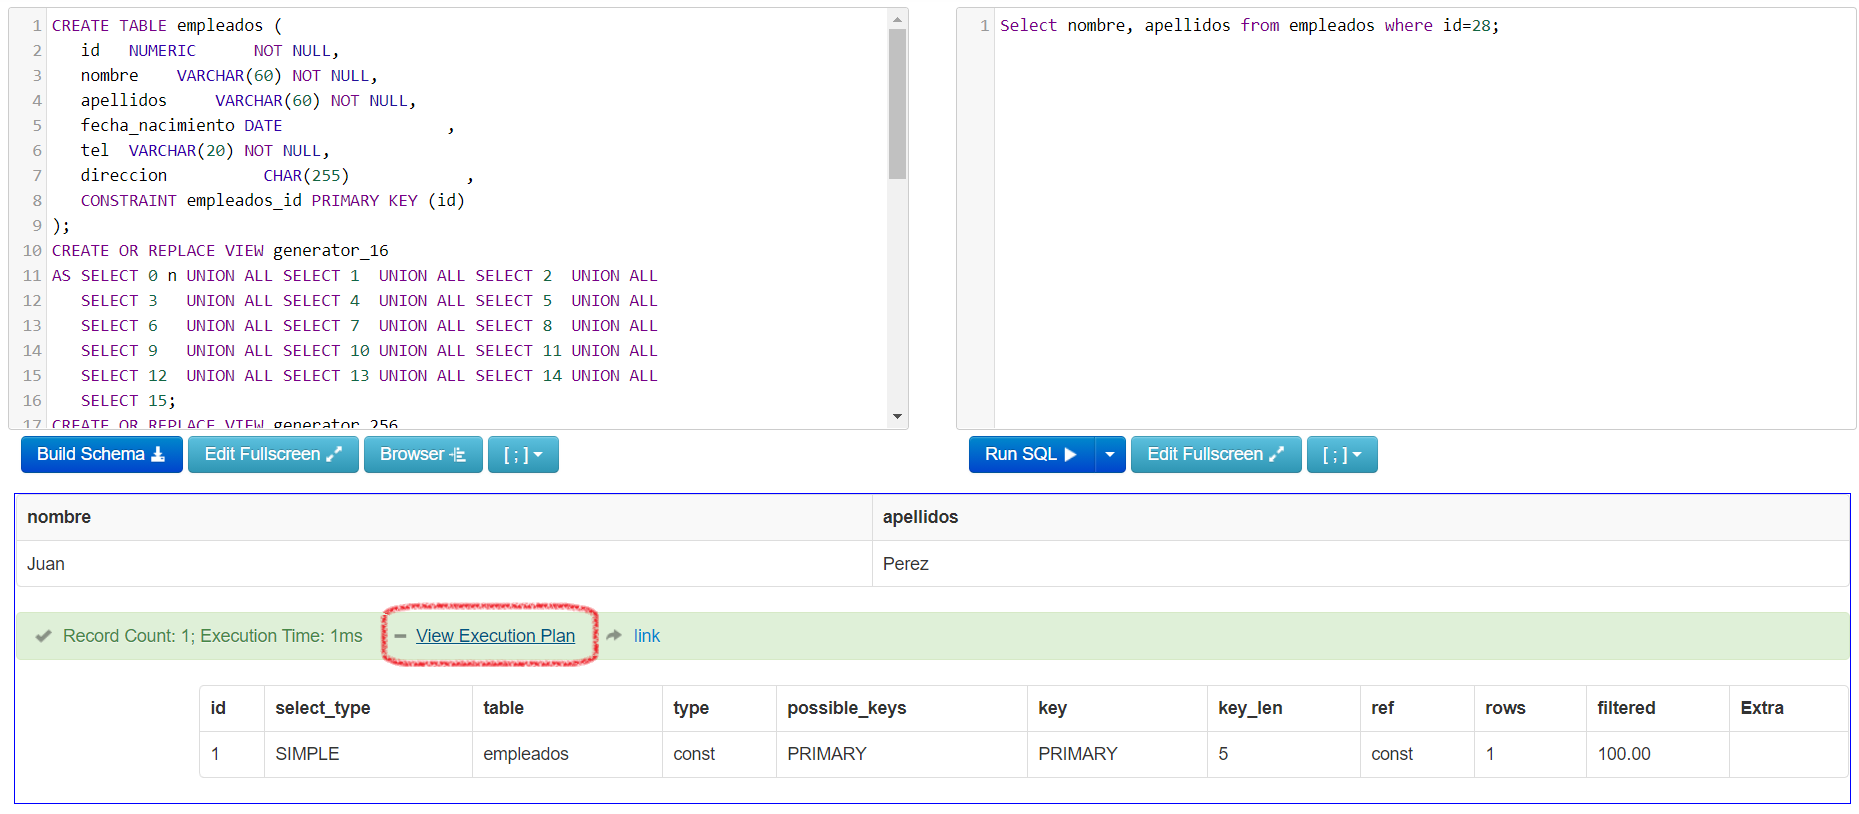 1 CREATE TABLE empleados (
2 id NUMERIC NOT NULL,
3 nombre VARCHAR(60) NOT NULL,
4 apellidos VARCHAR(60) NOT NULL,
5 fecha_nacimiento DATE ,
6 tel VARCHAR(20) NOT NULL,
7 direccion CHAR(255) ,
8 CONSTRAINT empleados_id PRIMARY KEY (id)
9 );
10 CREATE OR REPLACE VIEW generator_16
11 AS SELECT 0 n UNION ALL SELECT 1 UNION ALL SELECT 2 UNION ALL
12 SELECT 3 UNION ALL SELECT 4 UNION ALL SELECT 5 UNION ALL
13 SELECT 6 UNION ALL SELECT 7 UNION ALL SELECT 8 UNION ALL
14 SELECT 9 UNION ALL SELECT 10 UNION ALL SELECT 11 UNION ALL
15 SELECT 12 UNION ALL SELECT 13 UNION ALL SELECT 14 UNION ALL
16 SELECT 15;
17 CREATE OR REPLACE VIEW generator_256
Build Schema Edit Fullscreen Browser [ ; ]
1 Select nombre, apellidos from empleados where id=28;
Run SQL Edit Fullscreen [ ; ]
nombre apellidos
Juan Perez
Record Count: 1; Execution Time: 1ms View Execution Plan link
id select_type table type possible_keys key key_len ref rows filtered Extra
1 SIMPLE empleados const PRIMARY PRIMARY 5 const 1 100.00